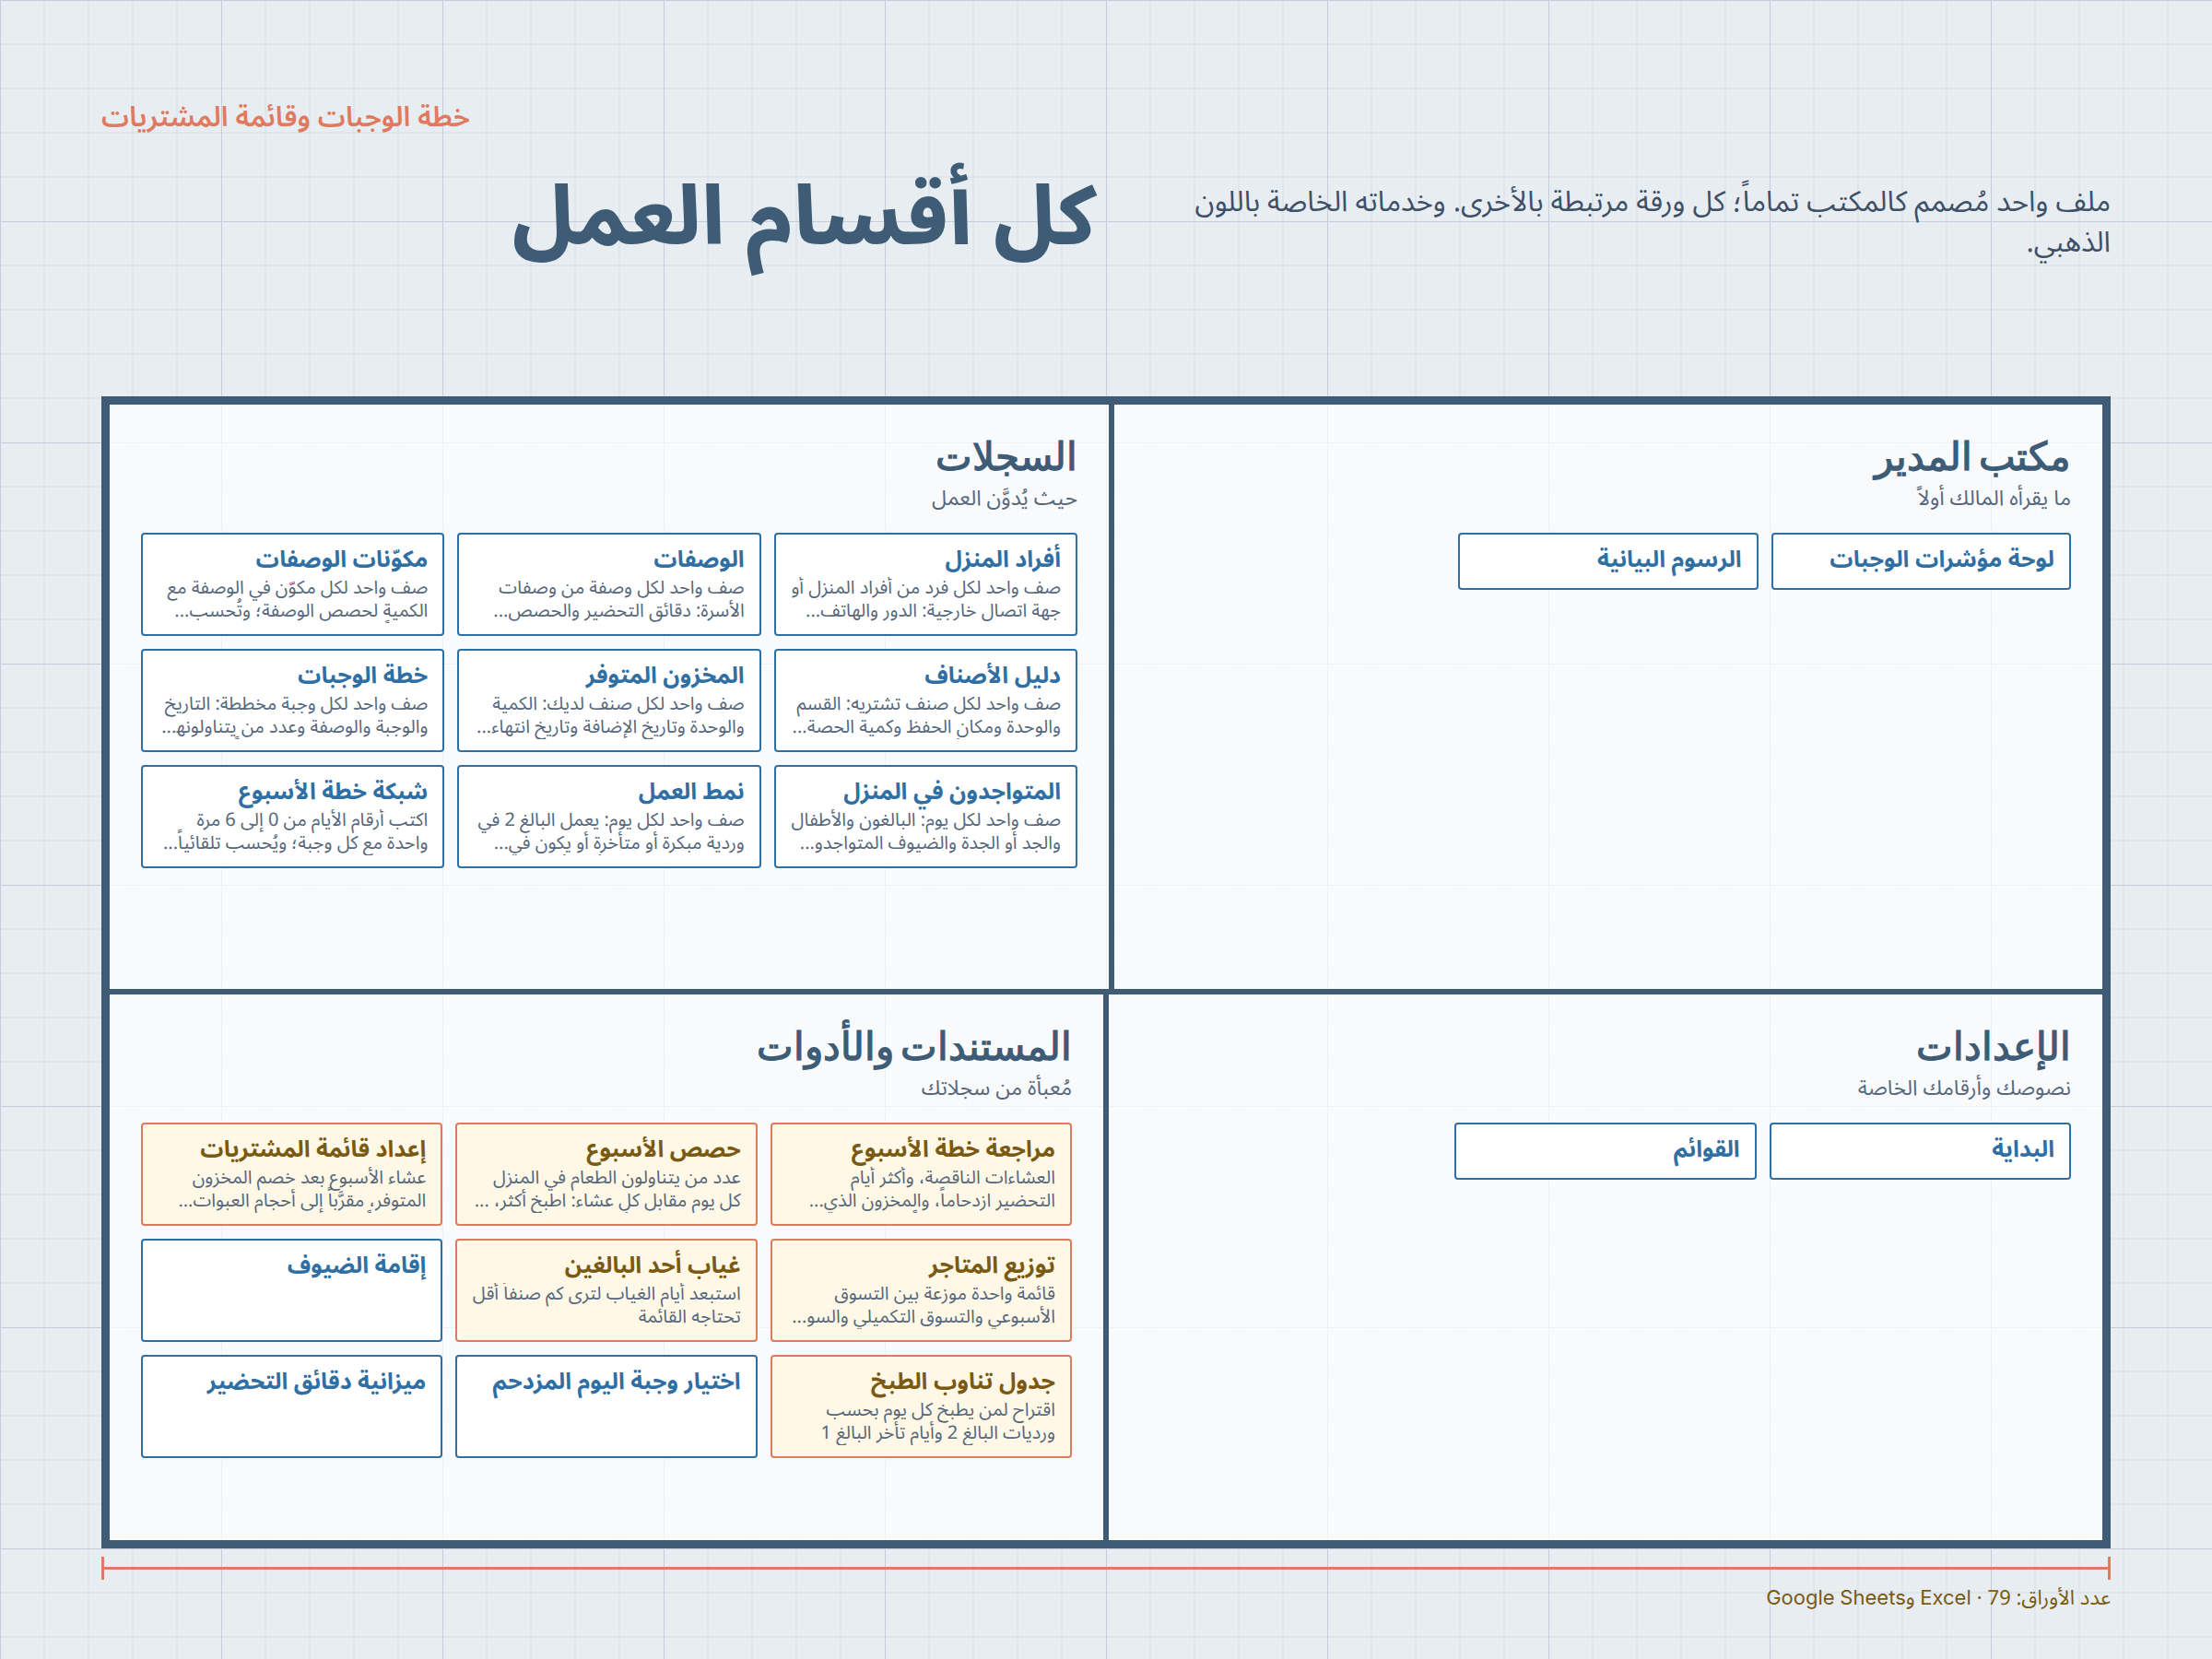 خطة الوجبات وقائمة المشتريات
كل أقسام العمل
ملف واحد مُصمم كالمكتب تماماً؛ كل ورقة مرتبطة بالأخرى. وخدماته الخاصة باللون
الذهبي.
مكتب المدير
ما يقرأه المالك أولاً
لوحة مؤشرات الوجبات
الرسوم البيانية
السجلات
حيث يُدوَّن العمل
أفراد المنزل
صف واحد لكل فرد من أفراد المنزل أو
جهة اتصال خارجية: الدور والهاتف...
الوصفات
صف واحد لكل وصفة من وصفات
الأسرة: دقائق التحضير والحصص...
مكوّنات الوصفات
صف واحد لكل مكوّن في الوصفة مع
الكمية لحصص الوصفة؛ وتُحسب...
دليل الأصناف
صف واحد لكل صنف تشتريه: القسم
والوحدة ومكان الحفظ وكمية الحصة...
المخزون المتوفر
صف واحد لكل صنف لديك: الكمية
والوحدة وتاريخ الإضافة وتاريخ انتهاء...
خطة الوجبات
صف واحد لكل وجبة مخططة: التاريخ
والوجبة والوصفة وعدد من يتناولونه...
المتواجدون في المنزل
صف واحد لكل يوم: البالغون والأطفال
والجد أو الجدة والضيوف المتواجدو...
نمط العمل
صف واحد لكل يوم: يعمل البالغ 2 في
وردية مبكرة أو متأخرة أو يكون في...
شبكة خطة الأسبوع
اكتب أرقام الأيام من 0 إلى 6 مرة
واحدة مع كل وجبة؛ ويُحسب تلقائياً...
الإعدادات
نصوصك وأرقامك الخاصة
البداية
القوائم
المستندات والأدوات
مُعبأة من سجلاتك
مراجعة خطة الأسبوع
العشاءات الناقصة، وأكثر أيام
التحضير ازدحاماً، والمخزون الذي...
حصص الأسبوع
عدد من يتناولون الطعام في المنزل
كل يوم مقابل كل عشاء: اطبخ أكثر، ...
إعداد قائمة المشتريات
عشاء الأسبوع بعد خصم المخزون
المتوفر، مقرَّباً إلى أحجام العبوات...
توزيع المتاجر
قائمة واحدة موزعة بين التسوق
الأسبوعي والتسوق التكميلي والسو...
غياب أحد البالغين
استبعد أيام الغياب لترى كم صنفاً أقل
تحتاجه القائمة
إقامة الضيوف
جدول تناوب الطبخ
اقتراح لمن يطبخ كل يوم بحسب
ورديات البالغ 2 وأيام تأخر البالغ 1
اختيار وجبة اليوم المزدحم
ميزانية دقائق التحضير
عدد الأوراق: 79 · Excel وGoogle Sheets